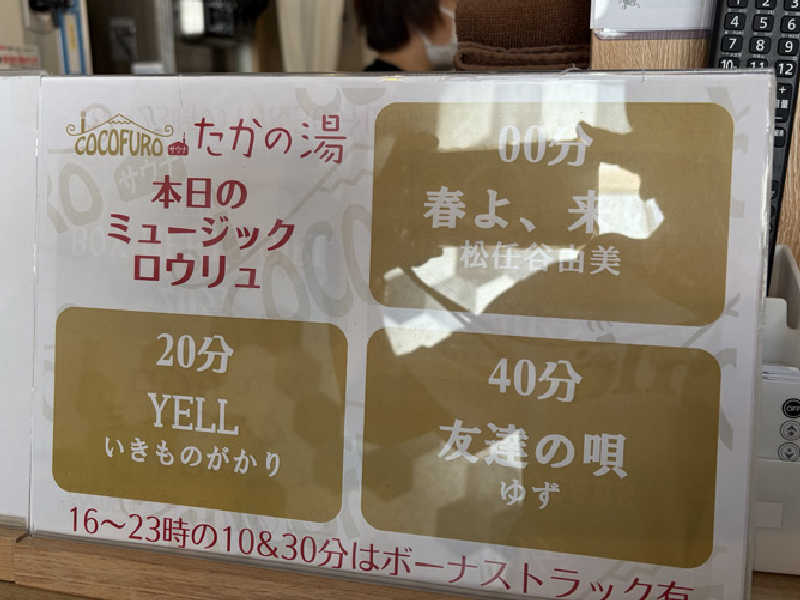 COCOFURO サウナ たかの湯
本日の
ミュージック
ロウリュ
00分
春よ、来
松任谷由美
20分
YELL
いきものがかり
40分
友達の唄
ゆず
16～23時の10&30分はボーナストラック有